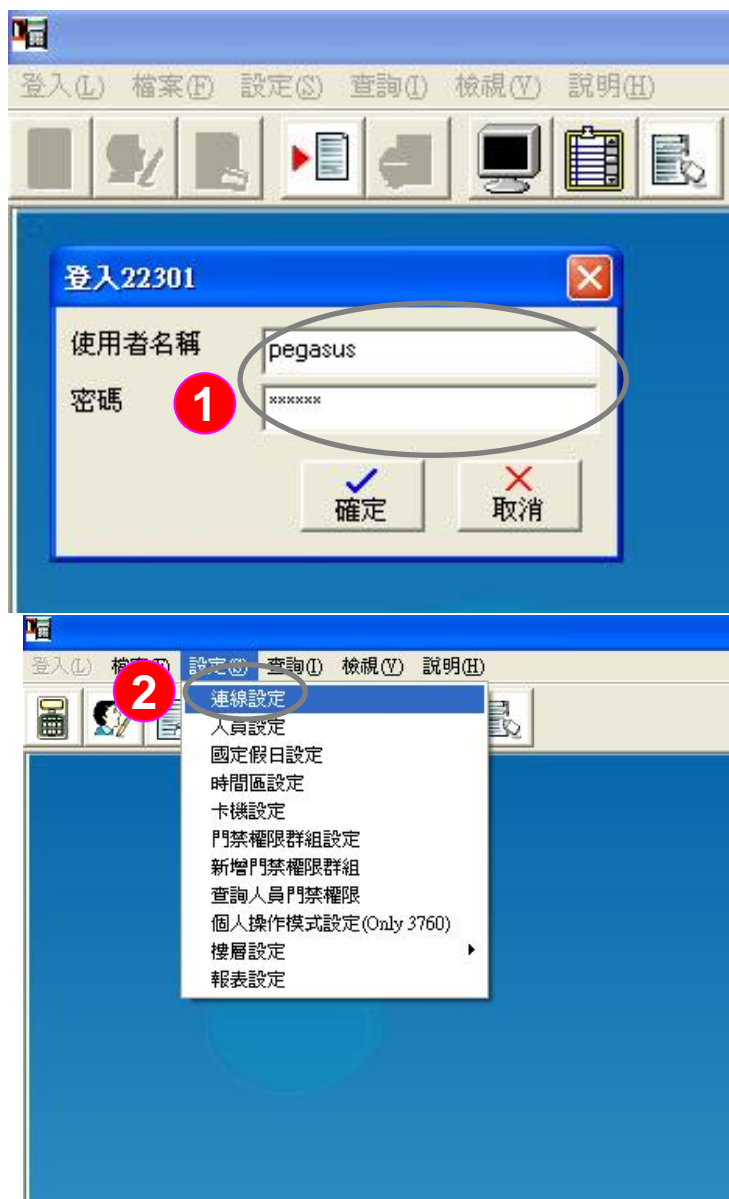 登入(L) 檔案(F) 設定(S) 查詢(I) 檢視(V) 說明(H)
登入22301
使用者名稱 pegasus
密碼 1 ××××××
確定 取消
登入(L) 檔案(F) 設定(S) 查詢(I) 檢視(V) 說明(H)
2 連線設定
人員設定
國定假日設定
時間區設定
卡機設定
門禁權限群組設定
新增門禁權限群組
查詢人員門禁權限
個人操作模式設定(Only 3760)
樓層設定
報表設定